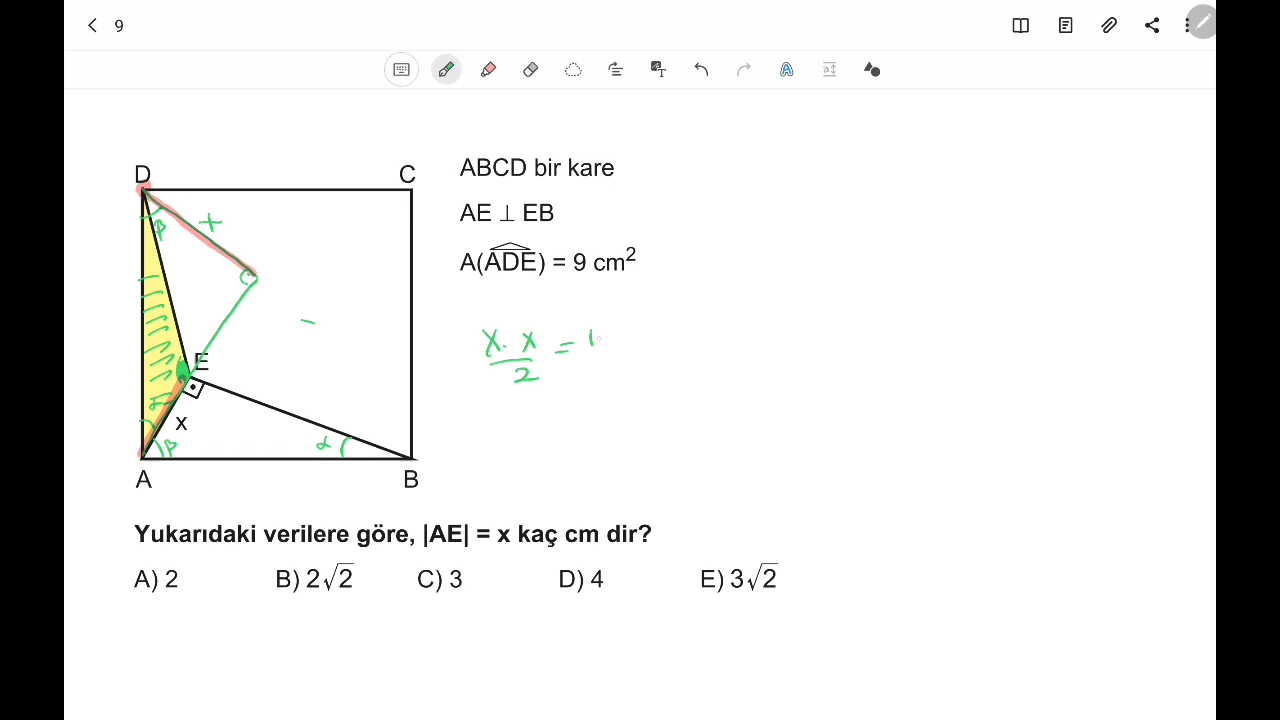 9
D
C
ABCD bir kare
β
x
AE ⊥ EB
A(ADE) = 9 cm²
x · x / 2 =
E
x
α
β
α
A
B
Yukarıdaki verilere göre, |AE| = x kaç cm dir?
A) 2 B) 2√2 C) 3 D) 4 E) 3√2